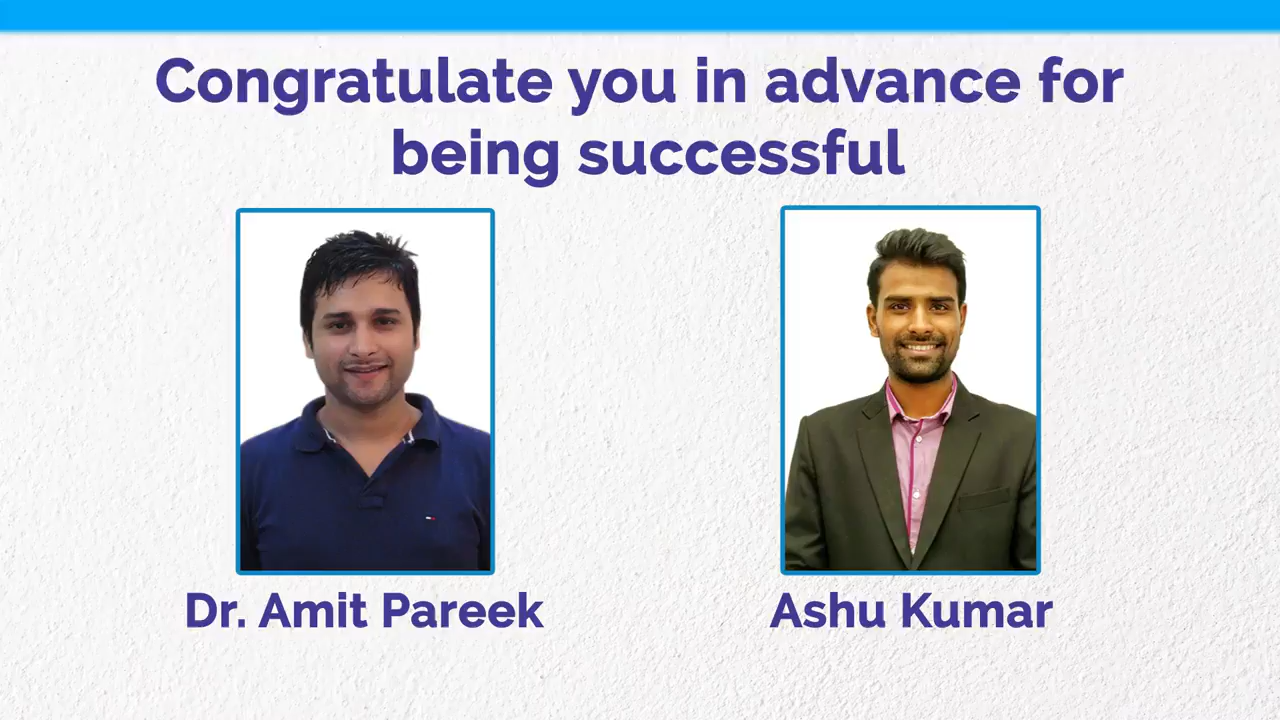 Congratulate you in advance for
being successful
Dr. Amit Pareek
Ashu Kumar